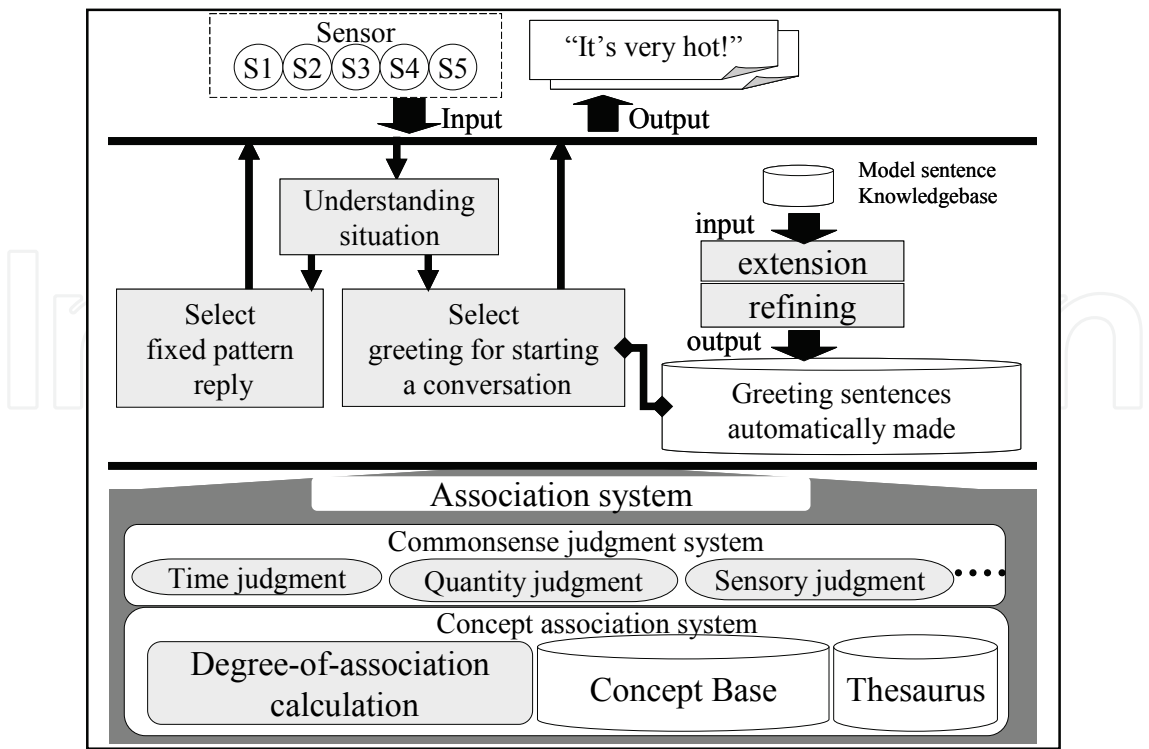 Sensor
S1 S2 S3 S4 S5
“It’s very hot!”
Input
Output
Understanding
situation
Model sentence
Knowledgebase
input
extension
refining
output
Select
fixed pattern
reply
Select
greeting for starting
a conversation
Greeting sentences
automatically made
Association system
Commonsense judgment system
Time judgment
Quantity judgment
Sensory judgment
....
Concept association system
Degree-of-association
calculation
Concept Base
Thesaurus